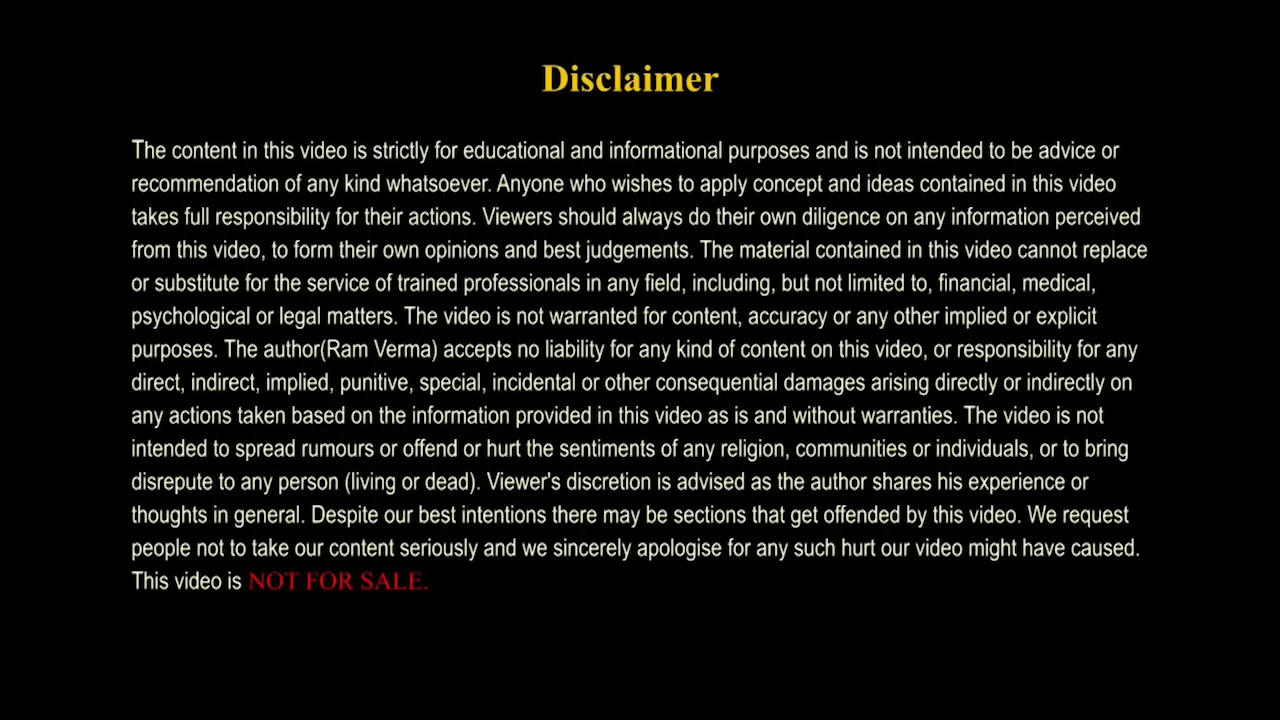 Disclaimer
The content in this video is strictly for educational and informational purposes and is not intended to be advice or
recommendation of any kind whatsoever. Anyone who wishes to apply concept and ideas contained in this video
takes full responsibility for their actions. Viewers should always do their own diligence on any information perceived
from this video, to form their own opinions and best judgements. The material contained in this video cannot replace
or substitute for the service of trained professionals in any field, including, but not limited to, financial, medical,
psychological or legal matters. The video is not warranted for content, accuracy or any other implied or explicit
purposes. The author(Ram Verma) accepts no liability for any kind of content on this video, or responsibility for any
direct, indirect, implied, punitive, special, incidental or other consequential damages arising directly or indirectly on
any actions taken based on the information provided in this video as is and without warranties. The video is not
intended to spread rumours or offend or hurt the sentiments of any religion, communities or individuals, or to bring
disrepute to any person (living or dead). Viewer's discretion is advised as the author shares his experience or
thoughts in general. Despite our best intentions there may be sections that get offended by this video. We request
people not to take our content seriously and we sincerely apologise for any such hurt our video might have caused.
This video is NOT FOR SALE.